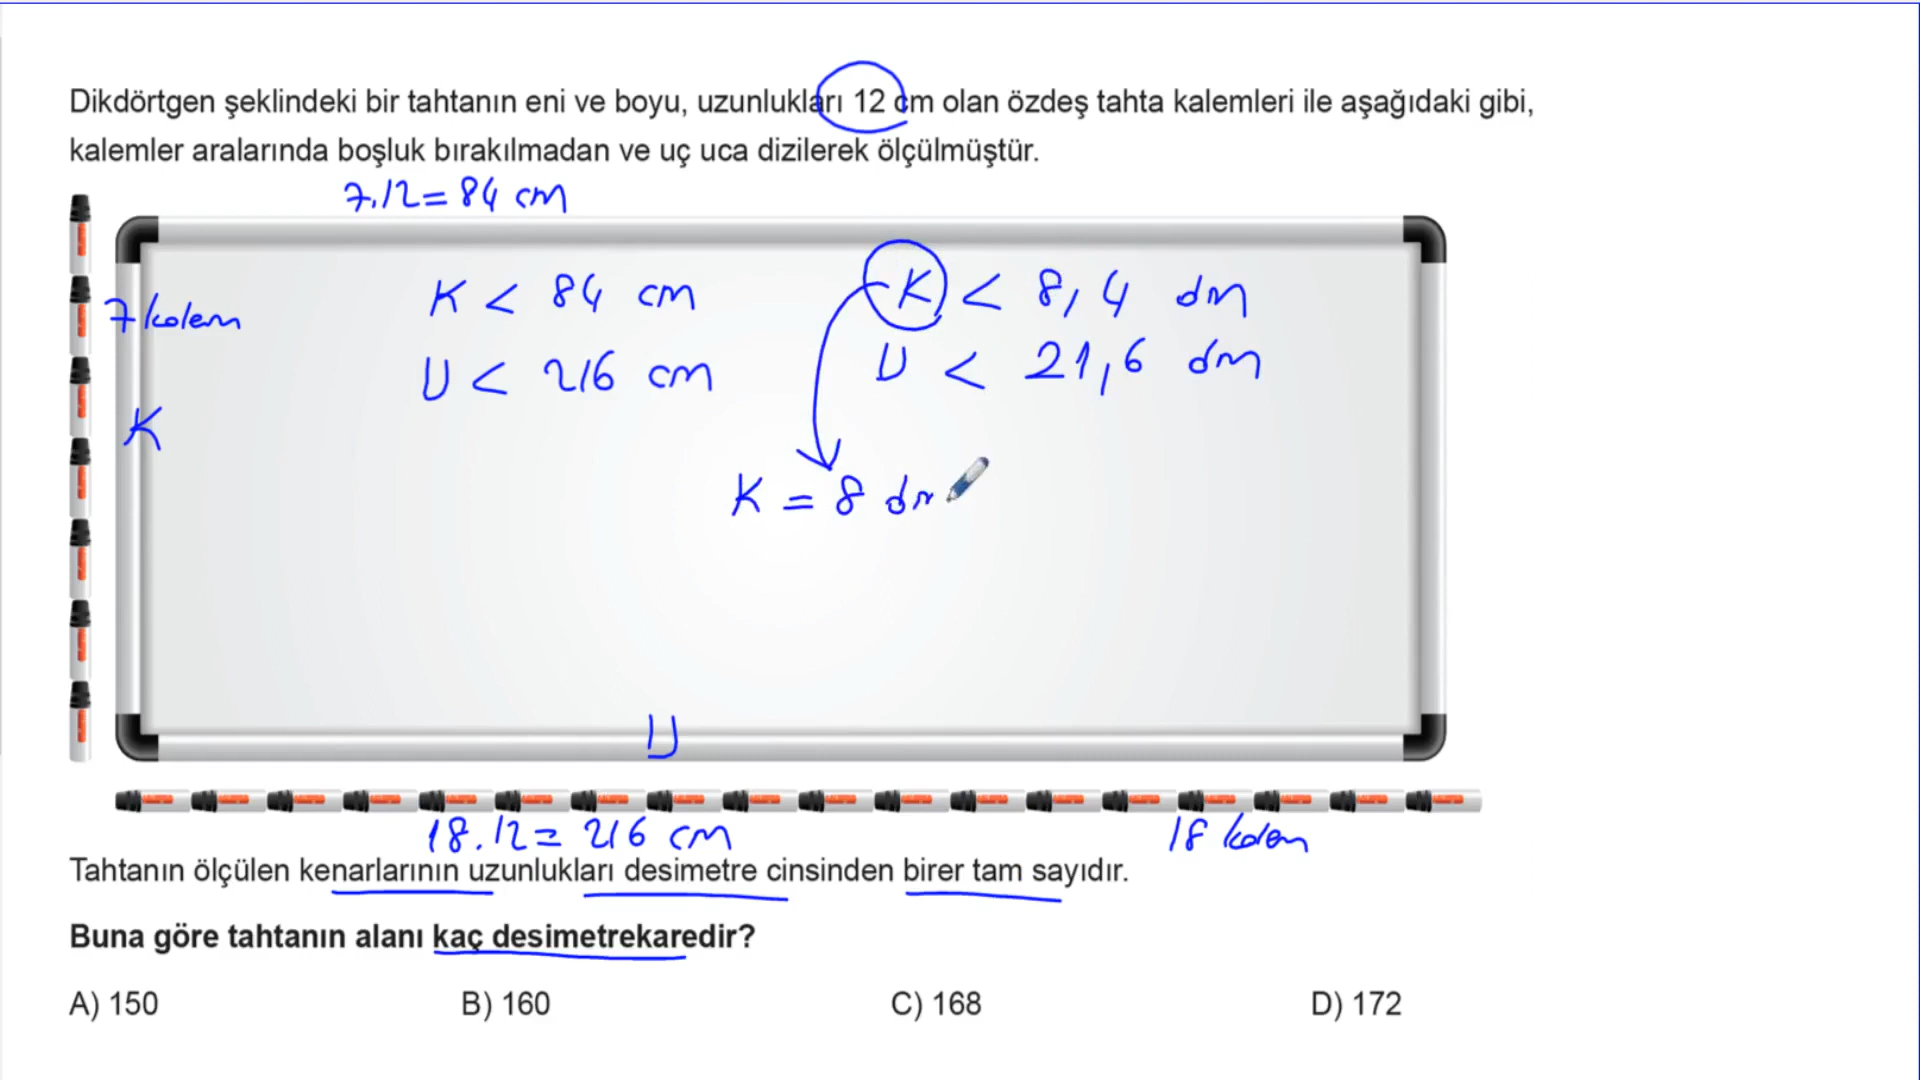 Dikdörtgen şeklindeki bir tahtanın eni ve boyu, uzunlukları 12 cm olan özdeş tahta kalemleri ile aşağıdaki gibi,
kalemler aralarında boşluk bırakılmadan ve uç uca dizilerek ölçülmüştür.
7.12=84 cm
K < 84 cm
K < 8,4 dm
7 kalem
U < 216 cm
U < 21,6 dm
K
K = 8 dm
U
18.12= 216 cm
18 kalem
Tahtanın ölçülen kenarlarının uzunlukları desimetre cinsinden birer tam sayıdır.
Buna göre tahtanın alanı kaç desimetrekaredir?
A) 150 B) 160 C) 168 D) 172